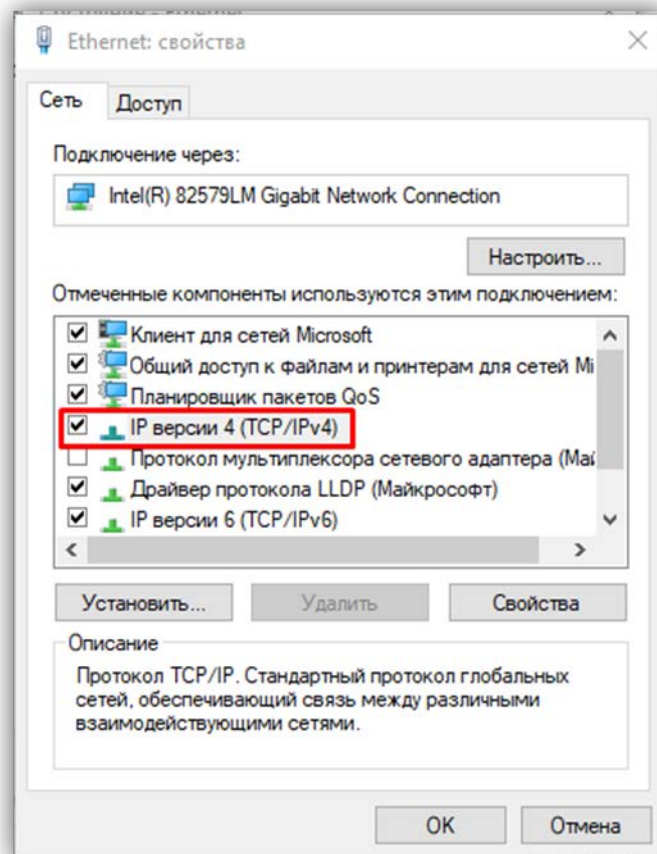 Ethernet: свойства
Сеть
Доступ
Подключение через:
Intel(R) 82579LM Gigabit Network Connection
Настроить...
Отмеченные компоненты используются этим подключением:
Клиент для сетей Microsoft
Общий доступ к файлам и принтерам для сетей Mi
Планировщик пакетов QoS
IP версии 4 (TCP/IPv4)
Протокол мультиплексора сетевого адаптера (Май
Драйвер протокола LLDP (Майкрософт)
IP версии 6 (TCP/IPv6)
Установить...
Удалить
Свойства
Описание
Протокол TCP/IP. Стандартный протокол глобальных
сетей, обеспечивающий связь между различными
взаимодействующими сетями.
OK
Отмена